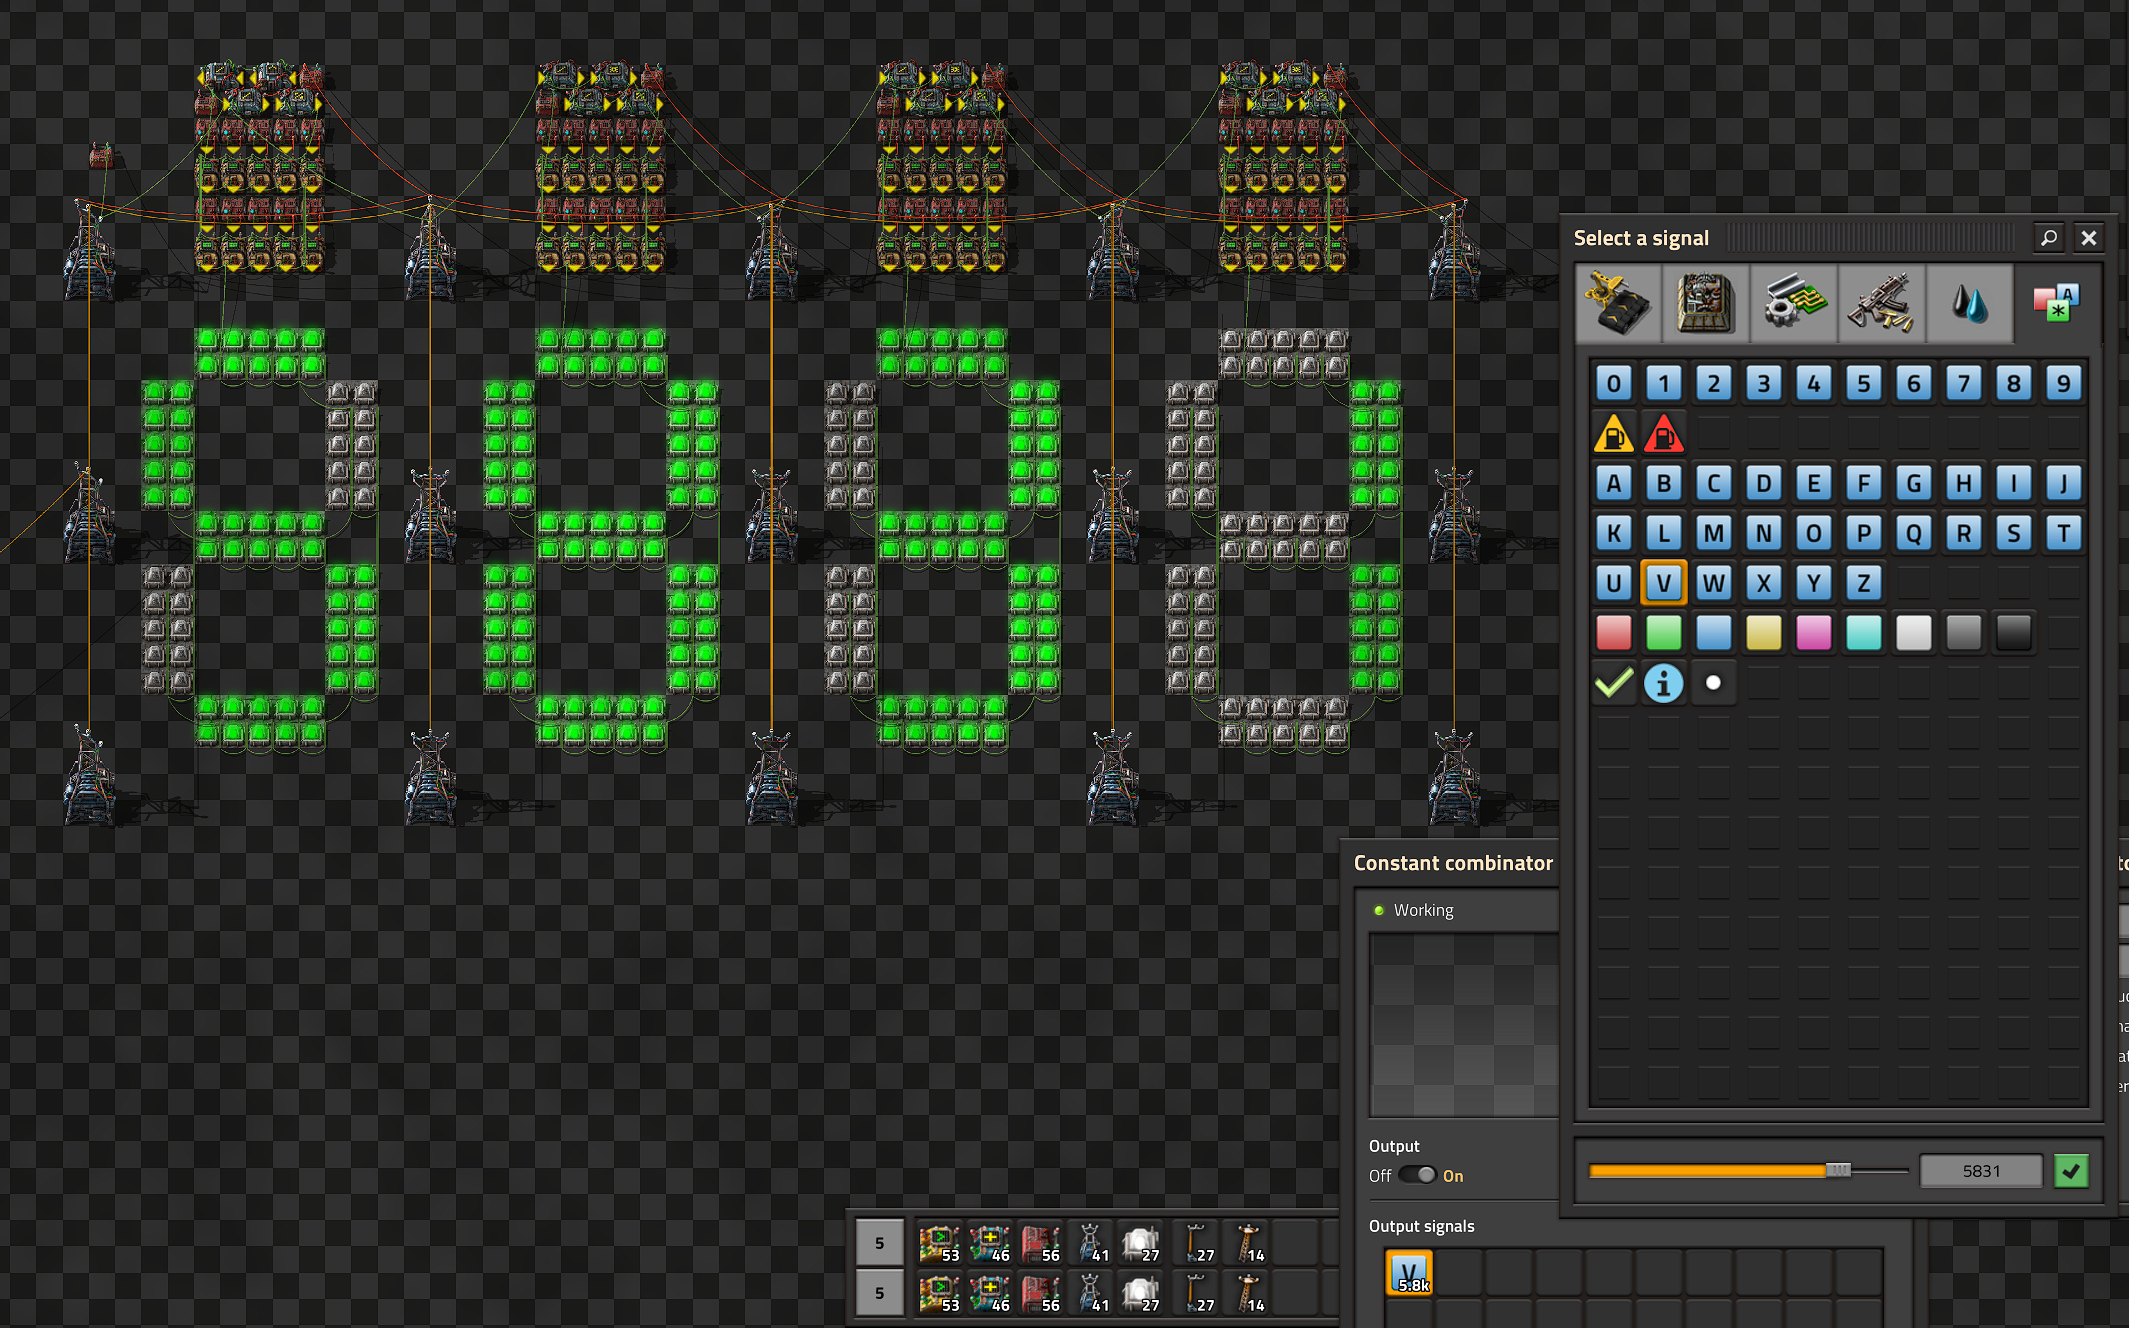 5831
Select a signal
0 1 2 3 4 5 6 7 8 9
A B C D E F G H I J
K L M N O P Q R S T
U V W X Y Z
5831
Constant combinator
Working
Output
Off On
Output signals
V 5.8k
5 53 46 56 41 27 27 14
5 53 46 56 41 27 27 14